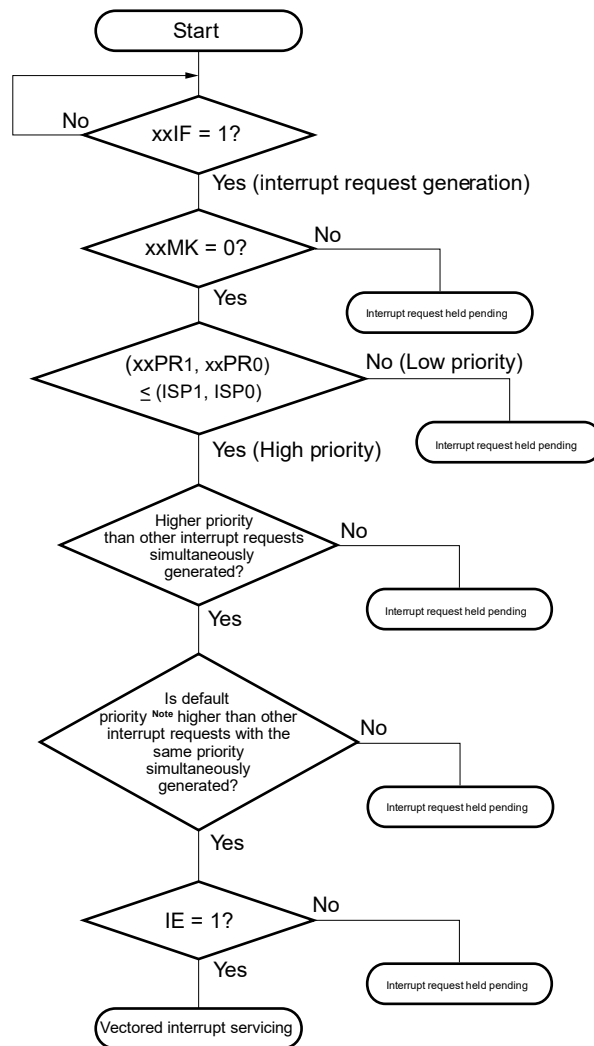 Start
No
xxIF = 1?
Yes (interrupt request generation)
No
xxMK = 0?
Yes
Interrupt request held pending
(xxPR1, xxPR0)
≤ (ISP1, ISP0)
No (Low priority)
Interrupt request held pending
Yes (High priority)
Higher priority
than other interrupt requests
simultaneously
generated?
No
Interrupt request held pending
Yes
Is default
priority Note higher than other
interrupt requests with the
same priority
simultaneously
generated?
No
Interrupt request held pending
Yes
IE = 1?
No
Interrupt request held pending
Yes
Vectored interrupt servicing